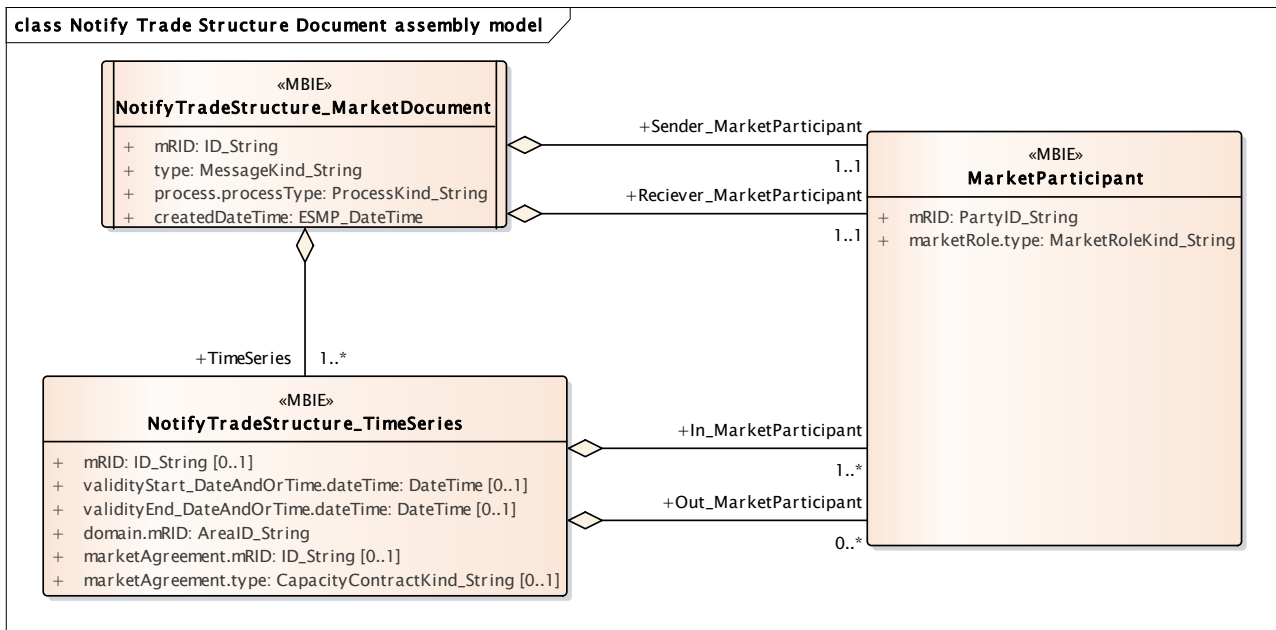 class Notify Trade Structure Document assembly model
«MBIE»
NotifyTradeStructure_MarketDocument
+ mRID: ID_String
+ type: MessageKind_String
+ process.processType: ProcessKind_String
+ createdDateTime: ESMP_DateTime
+Sender_MarketParticipant
1..1
+Reciever_MarketParticipant
1..1
«MBIE»
MarketParticipant
+ mRID: PartyID_String
+ marketRole.type: MarketRoleKind_String
+TimeSeries 1..*
«MBIE»
NotifyTradeStructure_TimeSeries
+ mRID: ID_String [0..1]
+ validityStart_DateAndOrTime.dateTime: DateTime [0..1]
+ validityEnd_DateAndOrTime.dateTime: DateTime [0..1]
+ domain.mRID: AreaID_String
+ marketAgreement.mRID: ID_String [0..1]
+ marketAgreement.type: CapacityContractKind_String [0..1]
+In_MarketParticipant
1..*
+Out_MarketParticipant
0..*